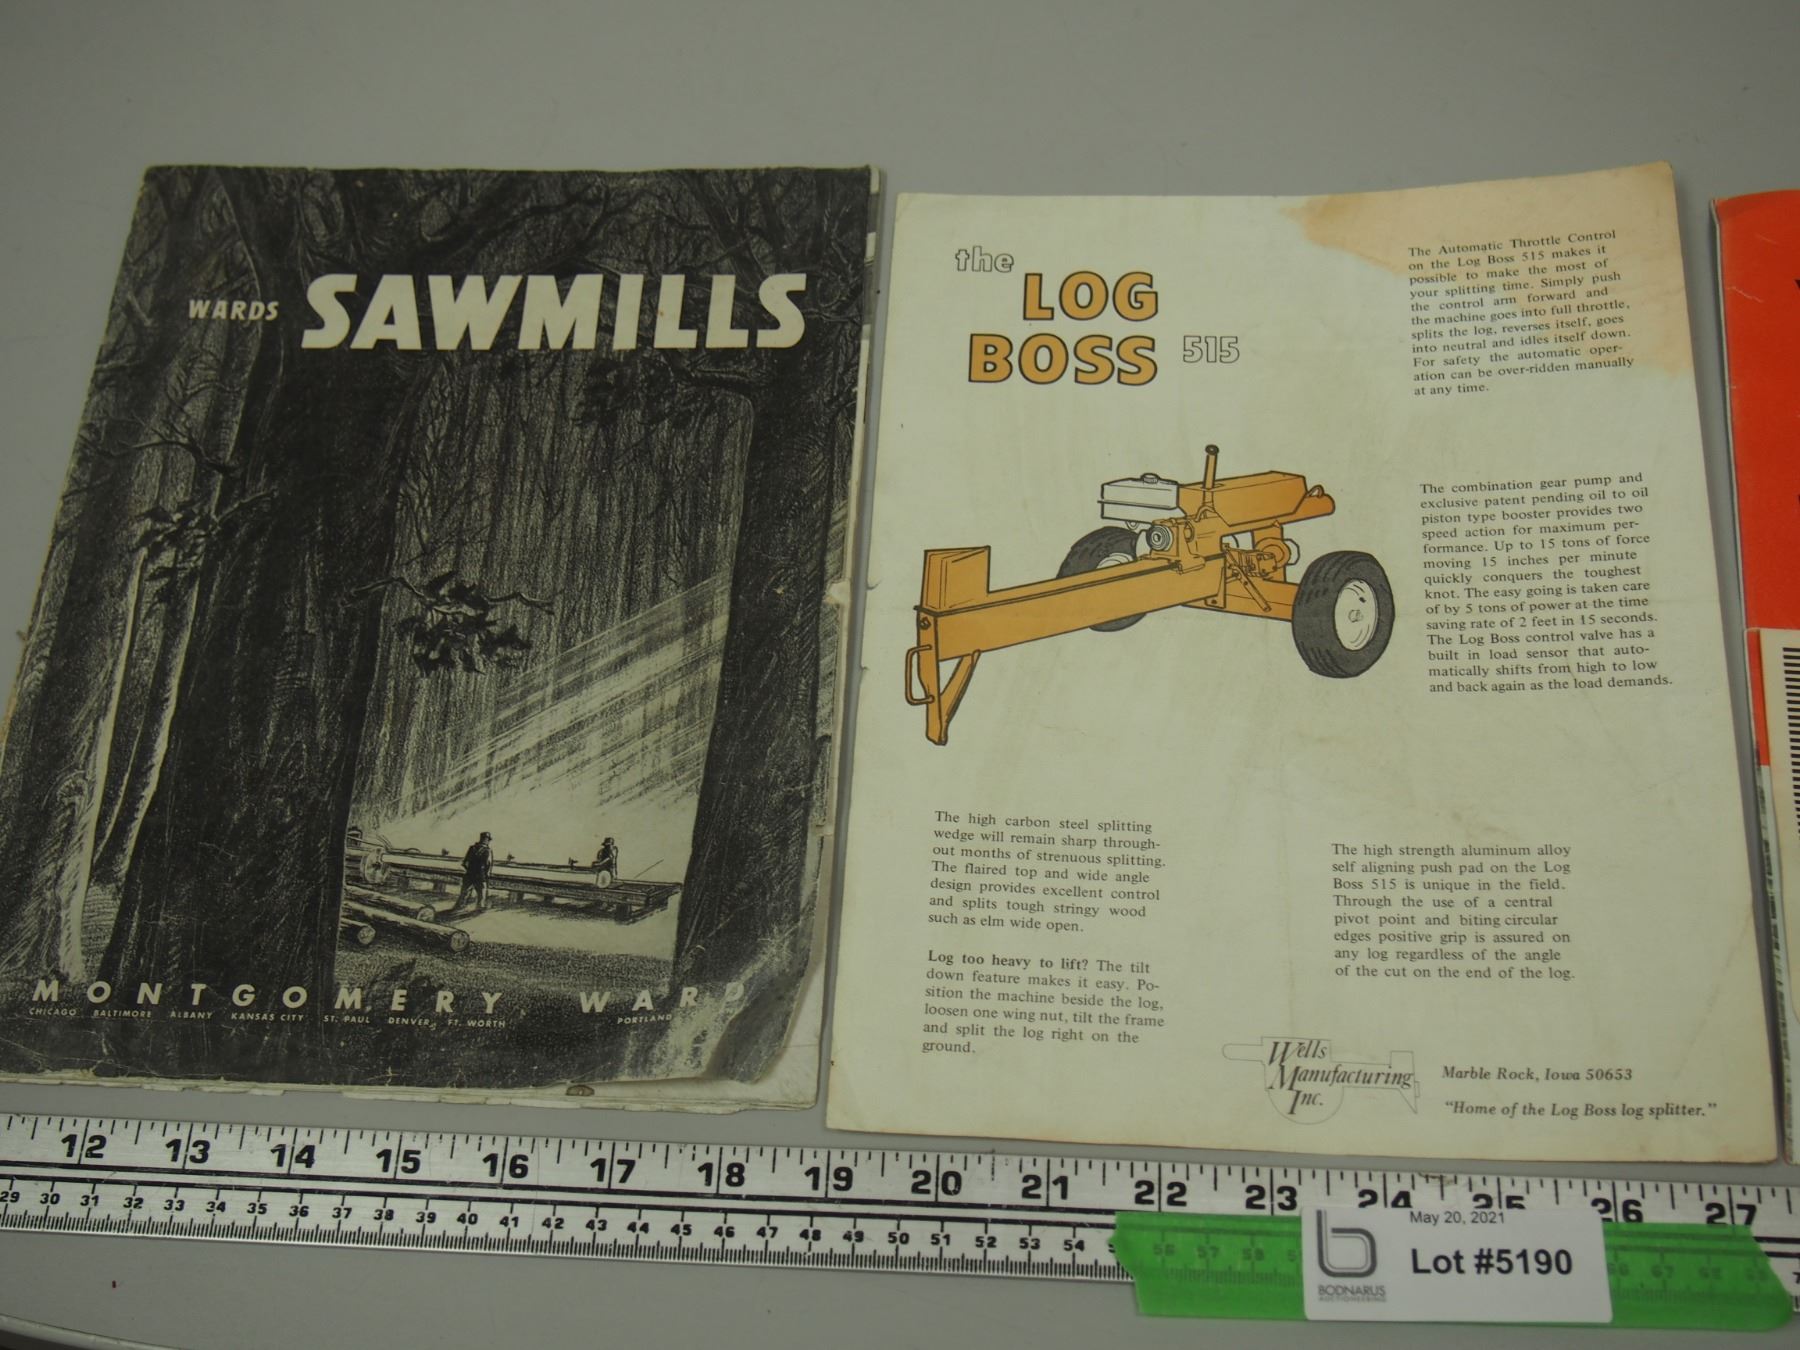 WARDS SAWMILLS
MONTGOMERY WARD
CHICAGO BALTIMORE ALBANY KANSAS CITY ST. PAUL DENVER FT. WORTH PORTLAND
the
LOG
BOSS 515
The Automatic Throttle Control
on the Log Boss 515 makes it
possible to make the most of
your splitting time. Simply push
the control arm forward and
the machine goes into full throttle,
splits the log, reverses itself, goes
into neutral and idles itself down.
For safety the automatic oper-
ation can be over-ridden manually
at any time.
The combination gear pump and
exclusive patent pending oil to oil
piston type booster provides two
speed action for maximum per-
formance. Up to 15 tons of force
moving 15 inches per minute
quickly conquers the toughest
knot. The easy going is taken care
of by 5 tons of power at the time
saving rate of 2 feet in 15 seconds.
The Log Boss control valve has a
built in load sensor that auto-
matically shifts from high to low
and back again as the load demands.
The high carbon steel splitting
wedge will remain sharp through-
out months of strenuous splitting.
The flaired top and wide angle
design provides excellent control
and splits tough stringy wood
such as elm wide open.
Log too heavy to lift? The tilt
down feature makes it easy. Po-
sition the machine beside the log,
loosen one wing nut, tilt the frame
and split the log right on the
ground.
The high strength aluminum alloy
self aligning push pad on the Log
Boss 515 is unique in the field.
Through the use of a central
pivot point and biting circular
edges positive grip is assured on
any log regardless of the angle
of the cut on the end of the log.
Wells
Manufacturing
Inc.
Marble Rock, Iowa 50653
"Home of the Log Boss log splitter."
12 13 14 15 16 17 18 19 20 21 22 23 24 25 26 27
29 30 31 32 33 34 35 36 37 38 39 40 41 42 43 44 45 46 47 48 49 50 51 52 53 54 56 57 58
May 20, 2021
Lot #5190
BODNARUS
AUCTIONEERING